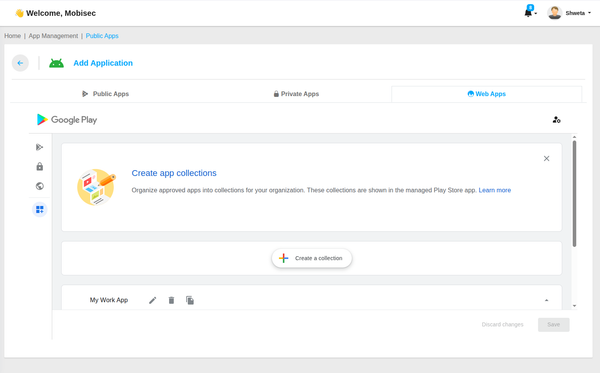 👋 Welcome, Mobisec
Shweta
Home | App Management | Public Apps
Add Application
Public Apps
Private Apps
Web Apps
Google Play
Create app collections
Organize approved apps into collections for your organization. These collections are shown in the managed Play Store app. Learn more
Create a collection
My Work App
Discard changes
Save